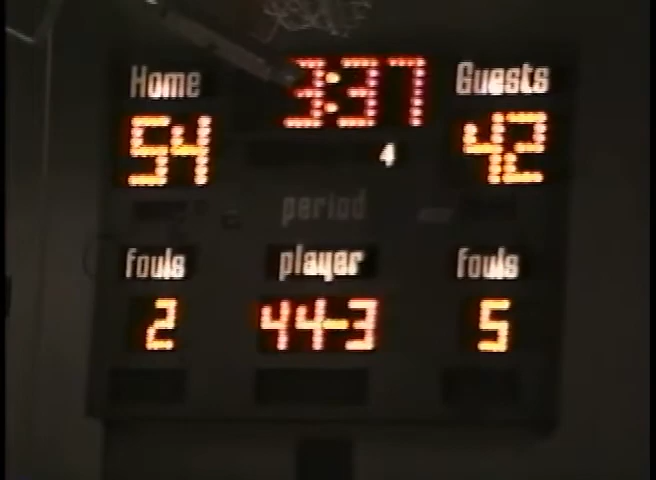 Home 3:37 Guests
54 4 42
period
fouls player fouls
2 44-3 5